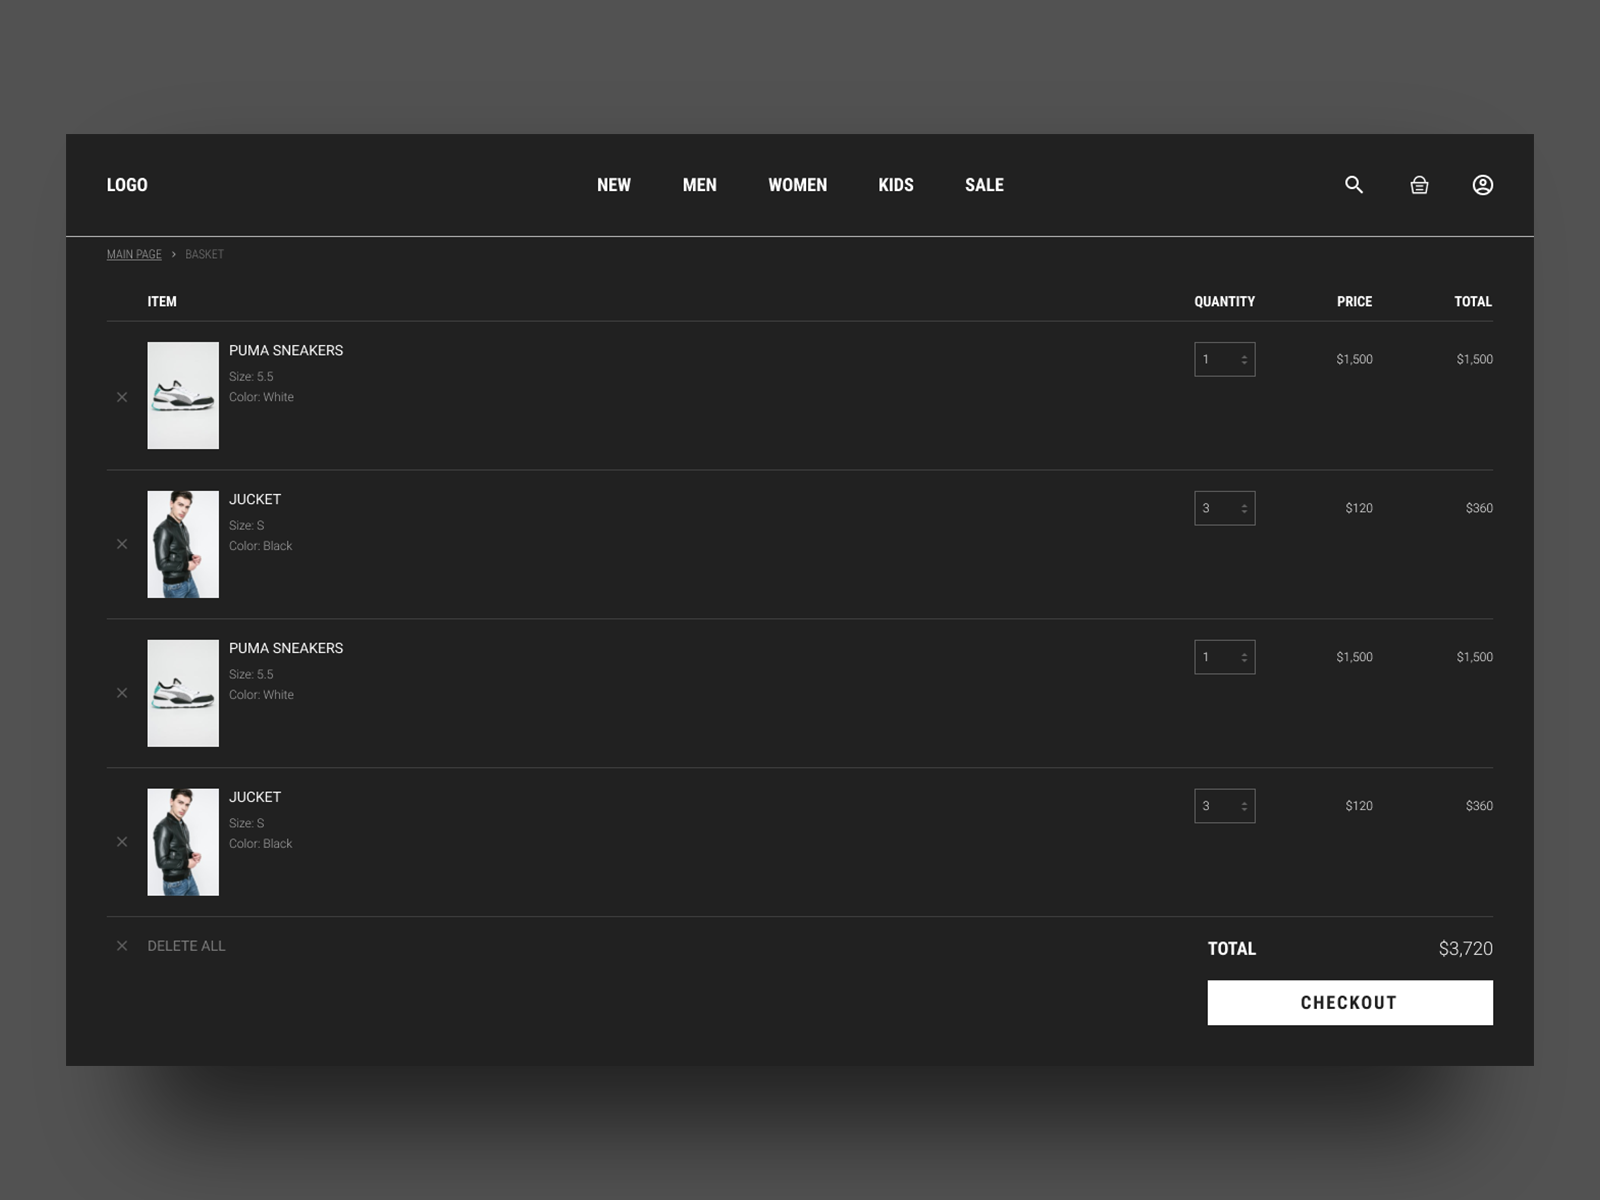 LOGO NEW MEN WOMEN KIDS SALE
MAIN PAGE > BASKET
ITEM QUANTITY PRICE TOTAL
PUMA SNEAKERS 1 $1,500 $1,500
Size: 5.5
Color: White
JUCKET 3 $120 $360
Size: S
Color: Black
PUMA SNEAKERS 1 $1,500 $1,500
Size: 5.5
Color: White
JUCKET 3 $120 $360
Size: S
Color: Black
DELETE ALL TOTAL $3,720
CHECKOUT